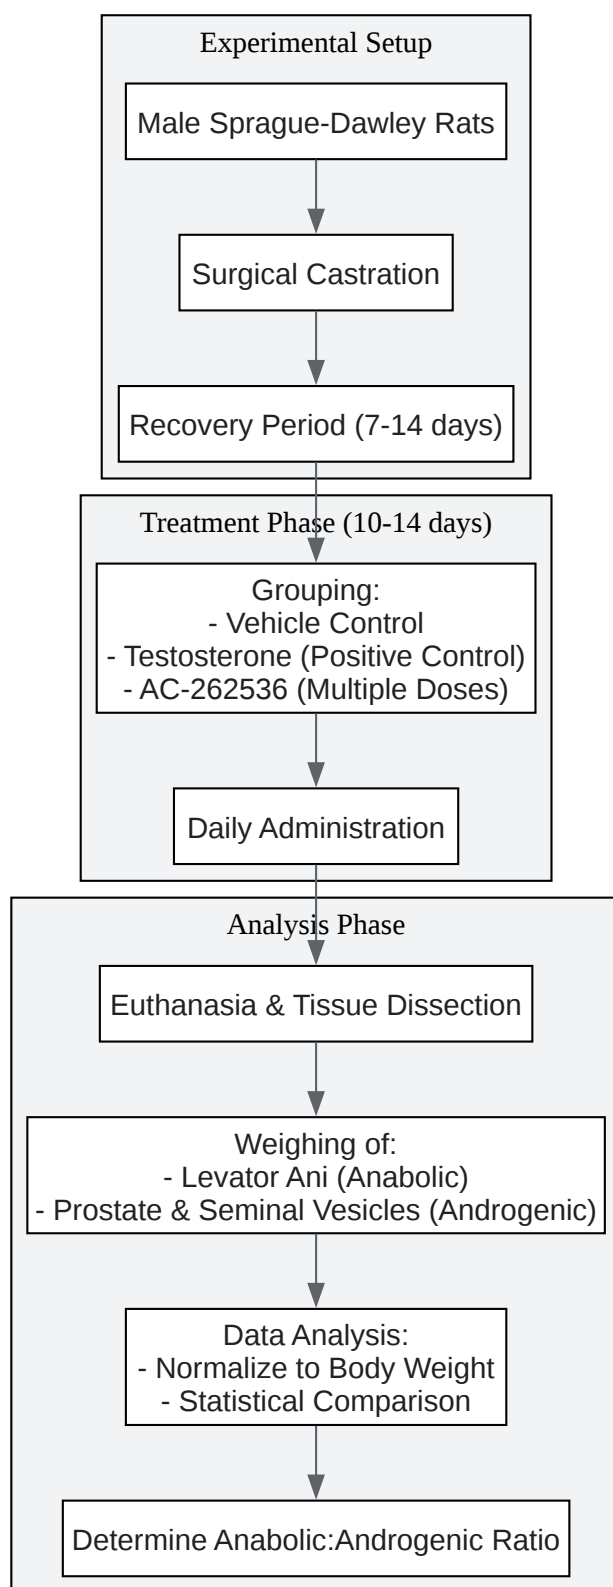 Experimental Setup
Male Sprague-Dawley Rats
Surgical Castration
Recovery Period (7-14 days)
Treatment Phase (10-14 days)
Grouping:
- Vehicle Control
- Testosterone (Positive Control)
- AC-262536 (Multiple Doses)
Daily Administration
Analysis Phase
Euthanasia & Tissue Dissection
Weighing of:
- Levator Ani (Anabolic)
- Prostate & Seminal Vesicles (Androgenic)
Data Analysis:
- Normalize to Body Weight
- Statistical Comparison
Determine Anabolic:Androgenic Ratio